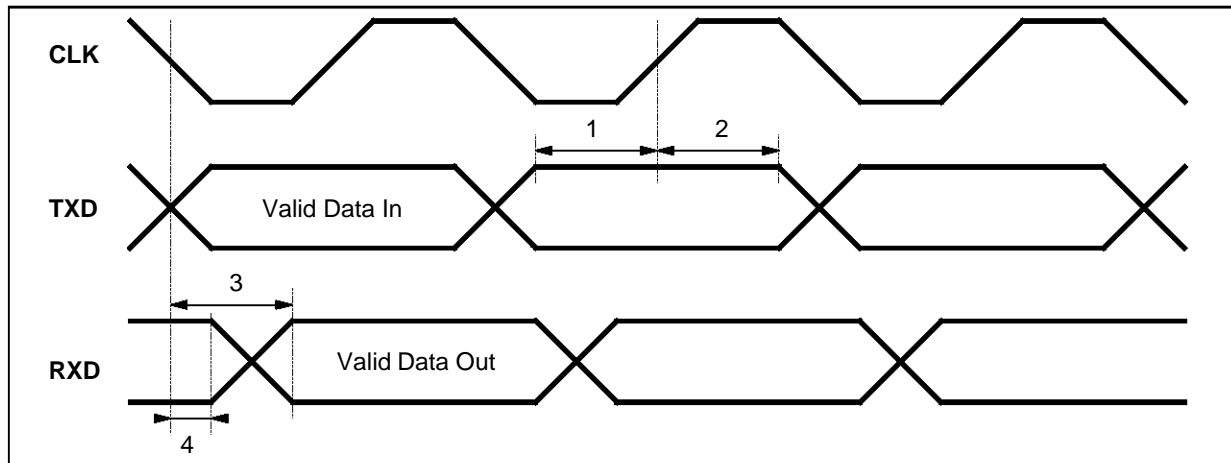 CLK
1
2
TXD
Valid Data In
3
RXD
Valid Data Out
4